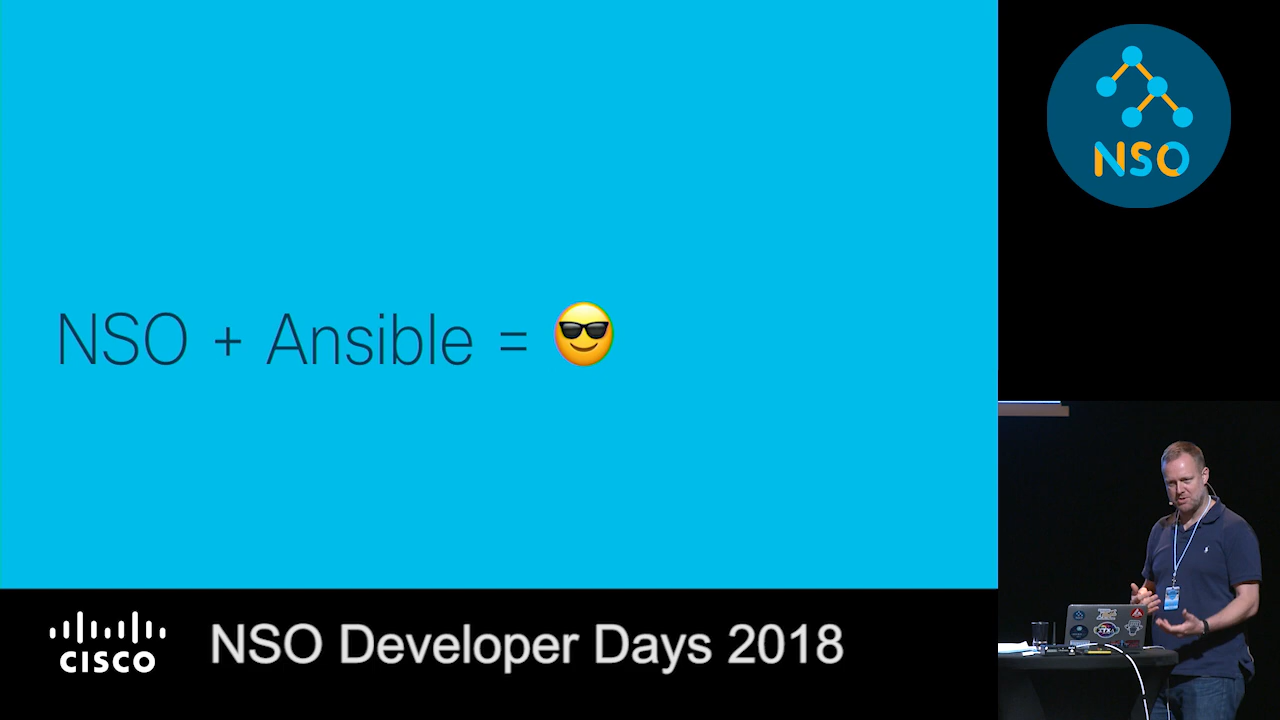 NSO + Ansible = 😎
NSO
CISCO
NSO Developer Days 2018